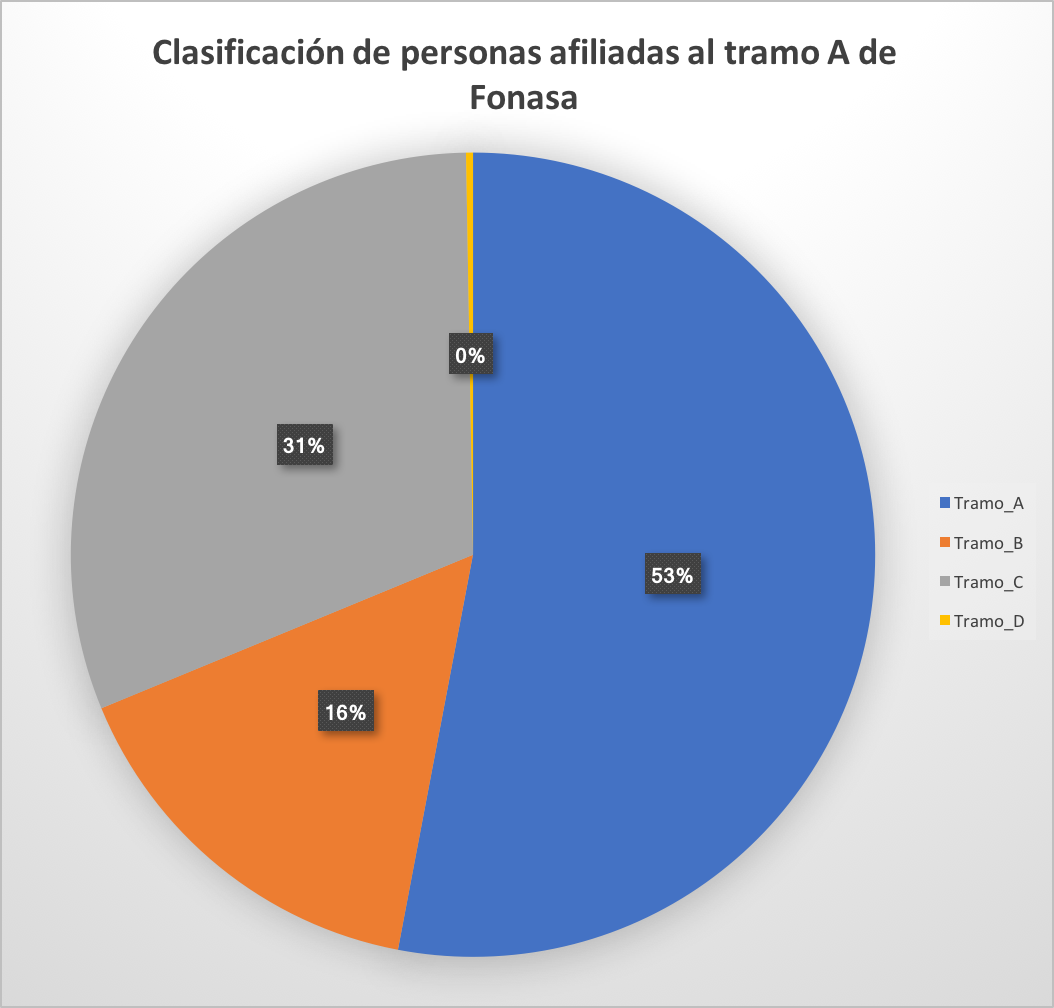 Clasificación de personas afiliadas al tramo A de
Fonasa
0%
31%
53%
16%
Tramo_A
Tramo_B
Tramo_C
Tramo_D